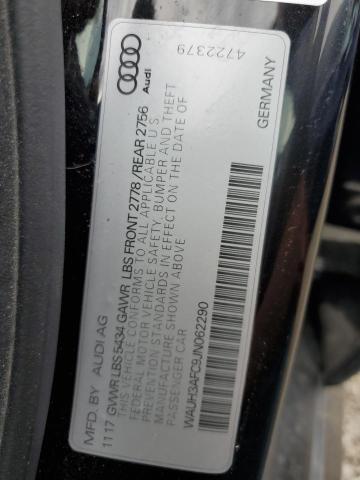 MFD. BY AUDI AG
11 17 GVWR LBS 5434 GAWR LBS FRONT 2778 / REAR 2756
THIS VEHICLE CONFORMS TO ALL APPLICABLE U.S.
FEDERAL MOTOR VEHICLE SAFETY, BUMPER AND THEFT
PREVENTION STANDARDS IN EFFECT ON THE DATE OF
MANUFACTURE SHOWN ABOVE
PASSENGER CAR
WAUH3AFC9JN062290
Audi
4722379
GERMANY